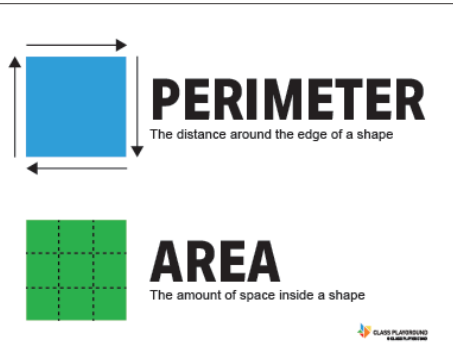 PERIMETER
The distance around the edge of a shape
AREA
The amount of space inside a shape
CLASS PLAYGROUND